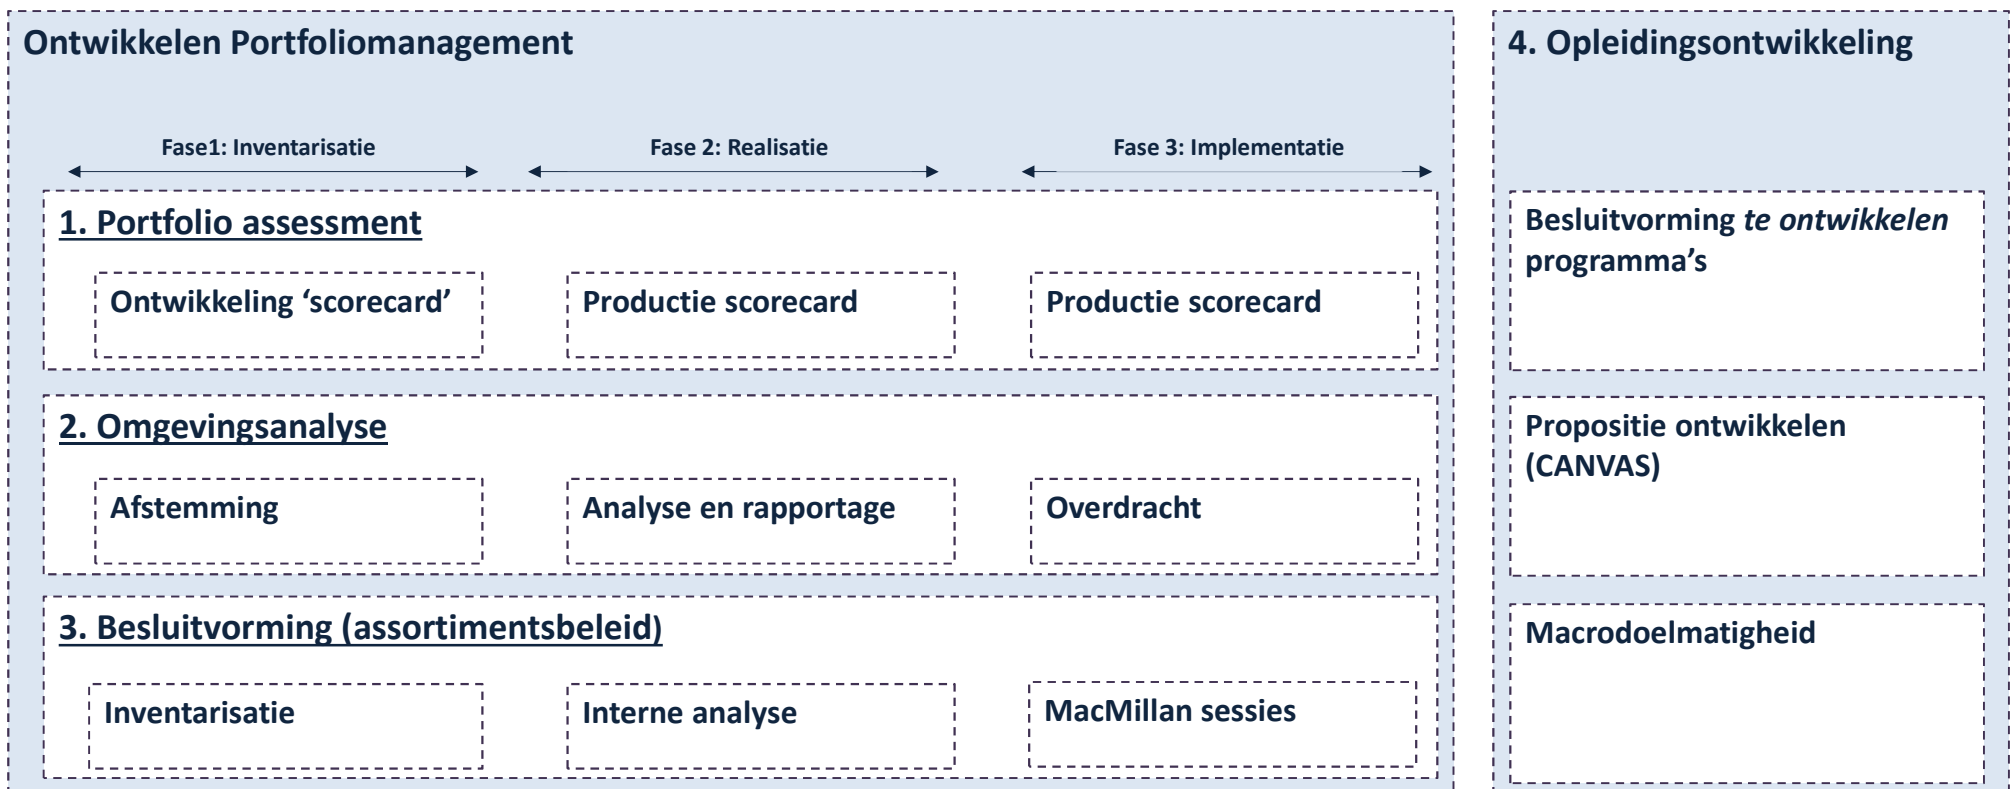 Ontwikkelen Portfoliomanagement
Fase1: Inventarisatie
Fase 2: Realisatie
Fase 3: Implementatie
1. Portfolio assessment
Ontwikkeling ‘scorecard’
Productie scorecard
Productie scorecard
2. Omgevingsanalyse
Afstemming
Analyse en rapportage
Overdracht
3. Besluitvorming (assortimentsbeleid)
Inventarisatie
Interne analyse
MacMillan sessies
4. Opleidingsontwikkeling
Besluitvorming te ontwikkelen
programma’s
Propositie ontwikkelen
(CANVAS)
Macrodoelmatigheid